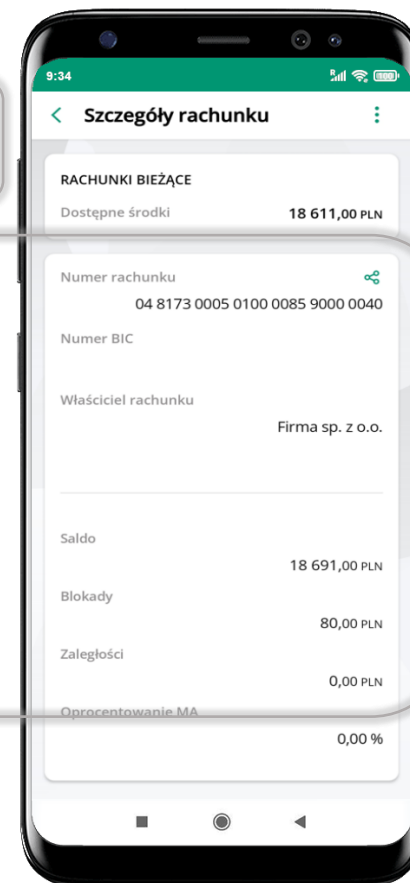 9:34
R
100
Szczegóły rachunku
RACHUNKI BIEŻĄCE
Dostępne środki 18 611,00 PLN
Numer rachunku
04 8173 0005 0100 0085 9000 0040
Numer BIC
Właściciel rachunku
Firma sp. z o.o.
Saldo
18 691,00 PLN
Blokady
80,00 PLN
Zaległości
0,00 PLN
Oprocentowanie MA
0,00 %